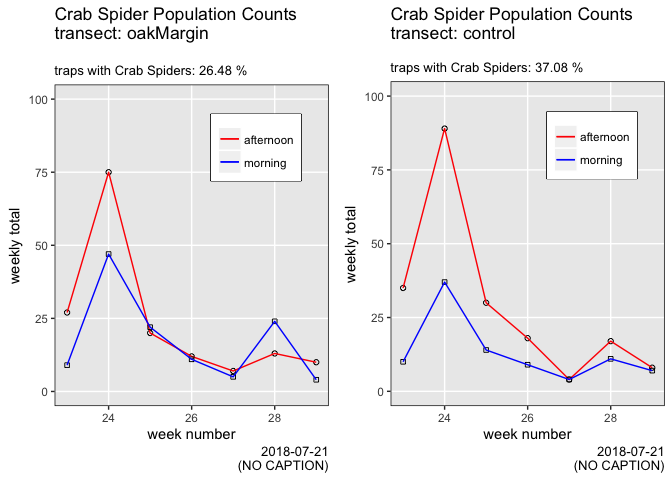 Crab Spider Population Counts
transect: oakMargin
traps with Crab Spiders: 26.48 %
100
75
50
25
0
weekly total
afternoon
morning
24
26
28
week number
2018-07-21
(NO CAPTION)
Crab Spider Population Counts
transect: control
traps with Crab Spiders: 37.08 %
100
75
50
25
0
weekly total
afternoon
morning
24
26
28
week number
2018-07-21
(NO CAPTION)